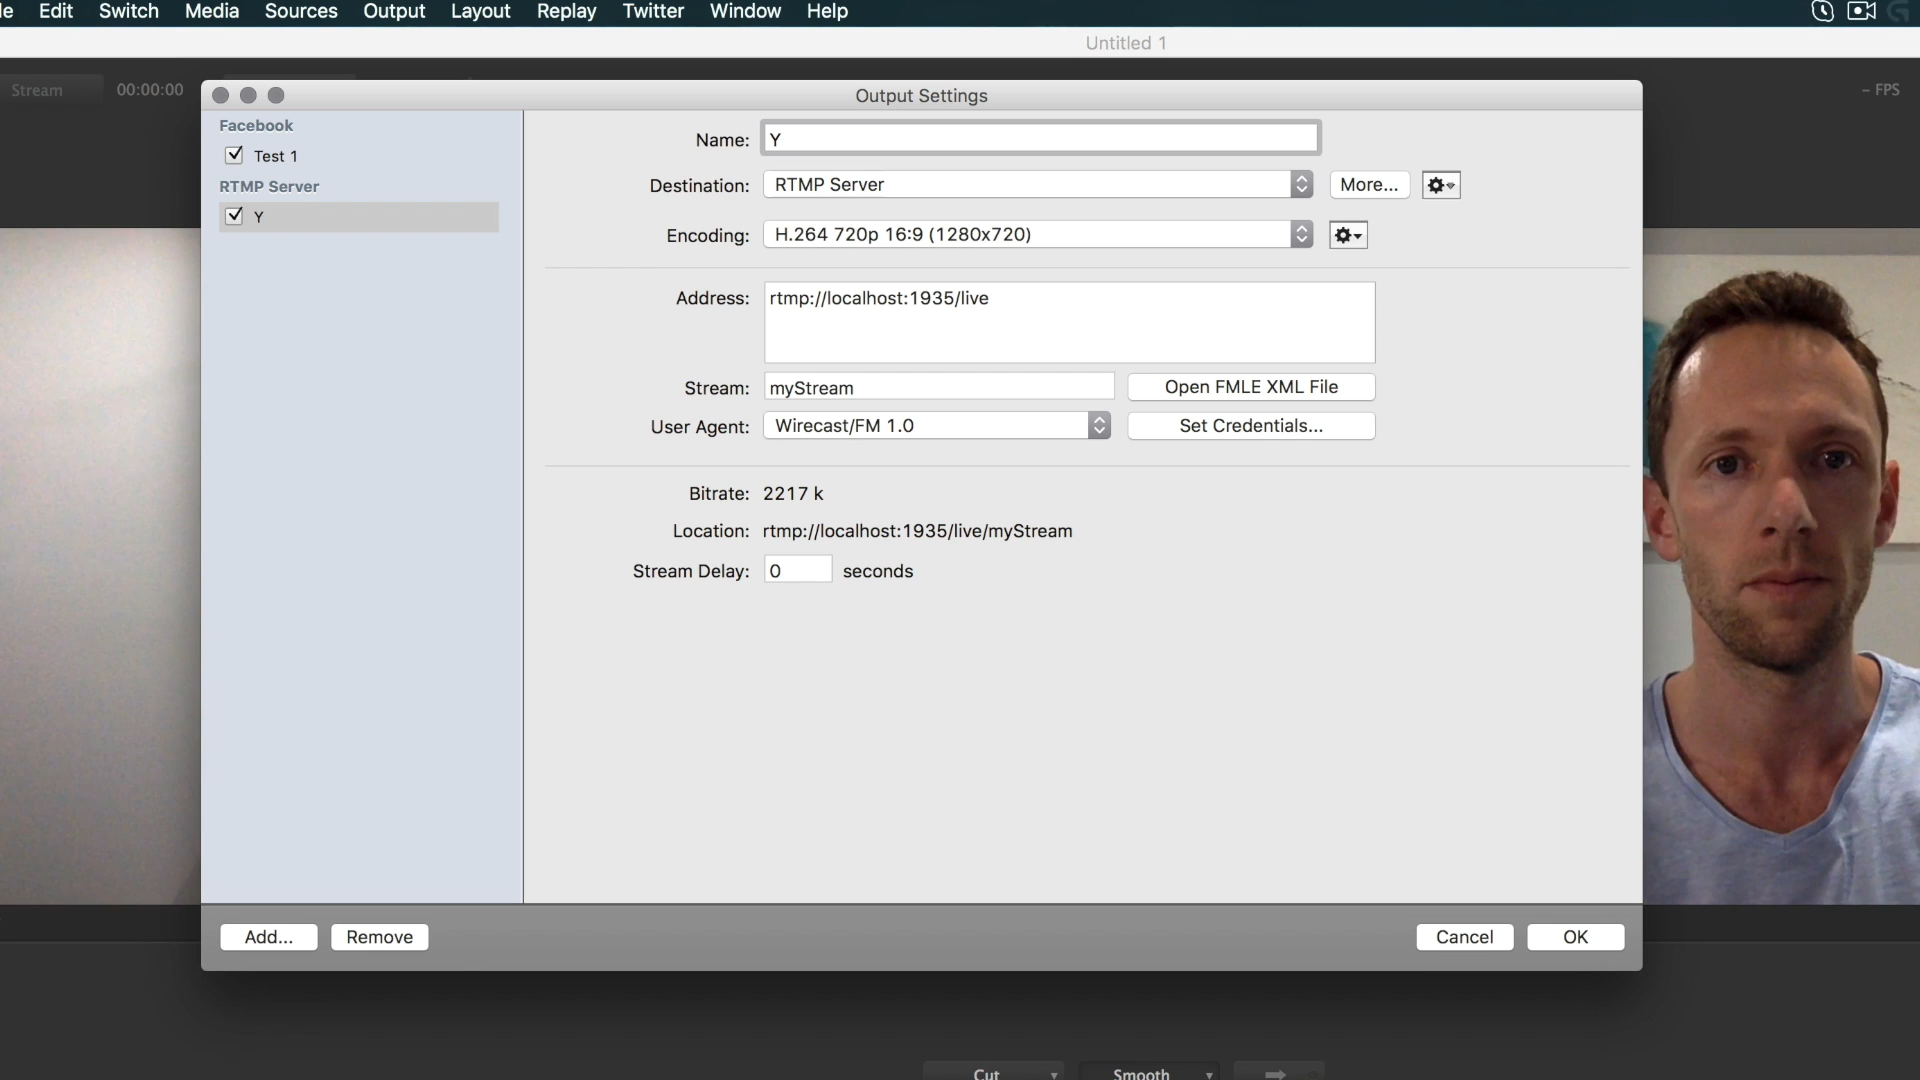 le Edit Switch Media Sources Output Layout Replay Twitter Window Help
Untitled 1
Stream 00:00:00
– FPS
Output Settings
Facebook
Test 1
RTMP Server
Y
Name: Y
Destination: RTMP Server More...
Encoding: H.264 720p 16:9 (1280x720)
Address: rtmp://localhost:1935/live
Stream: myStream Open FMLE XML File
User Agent: Wirecast/FM 1.0 Set Credentials...
Bitrate: 2217 k
Location: rtmp://localhost:1935/live/myStream
Stream Delay: 0 seconds
Add... Remove Cancel OK
Cut Smooth